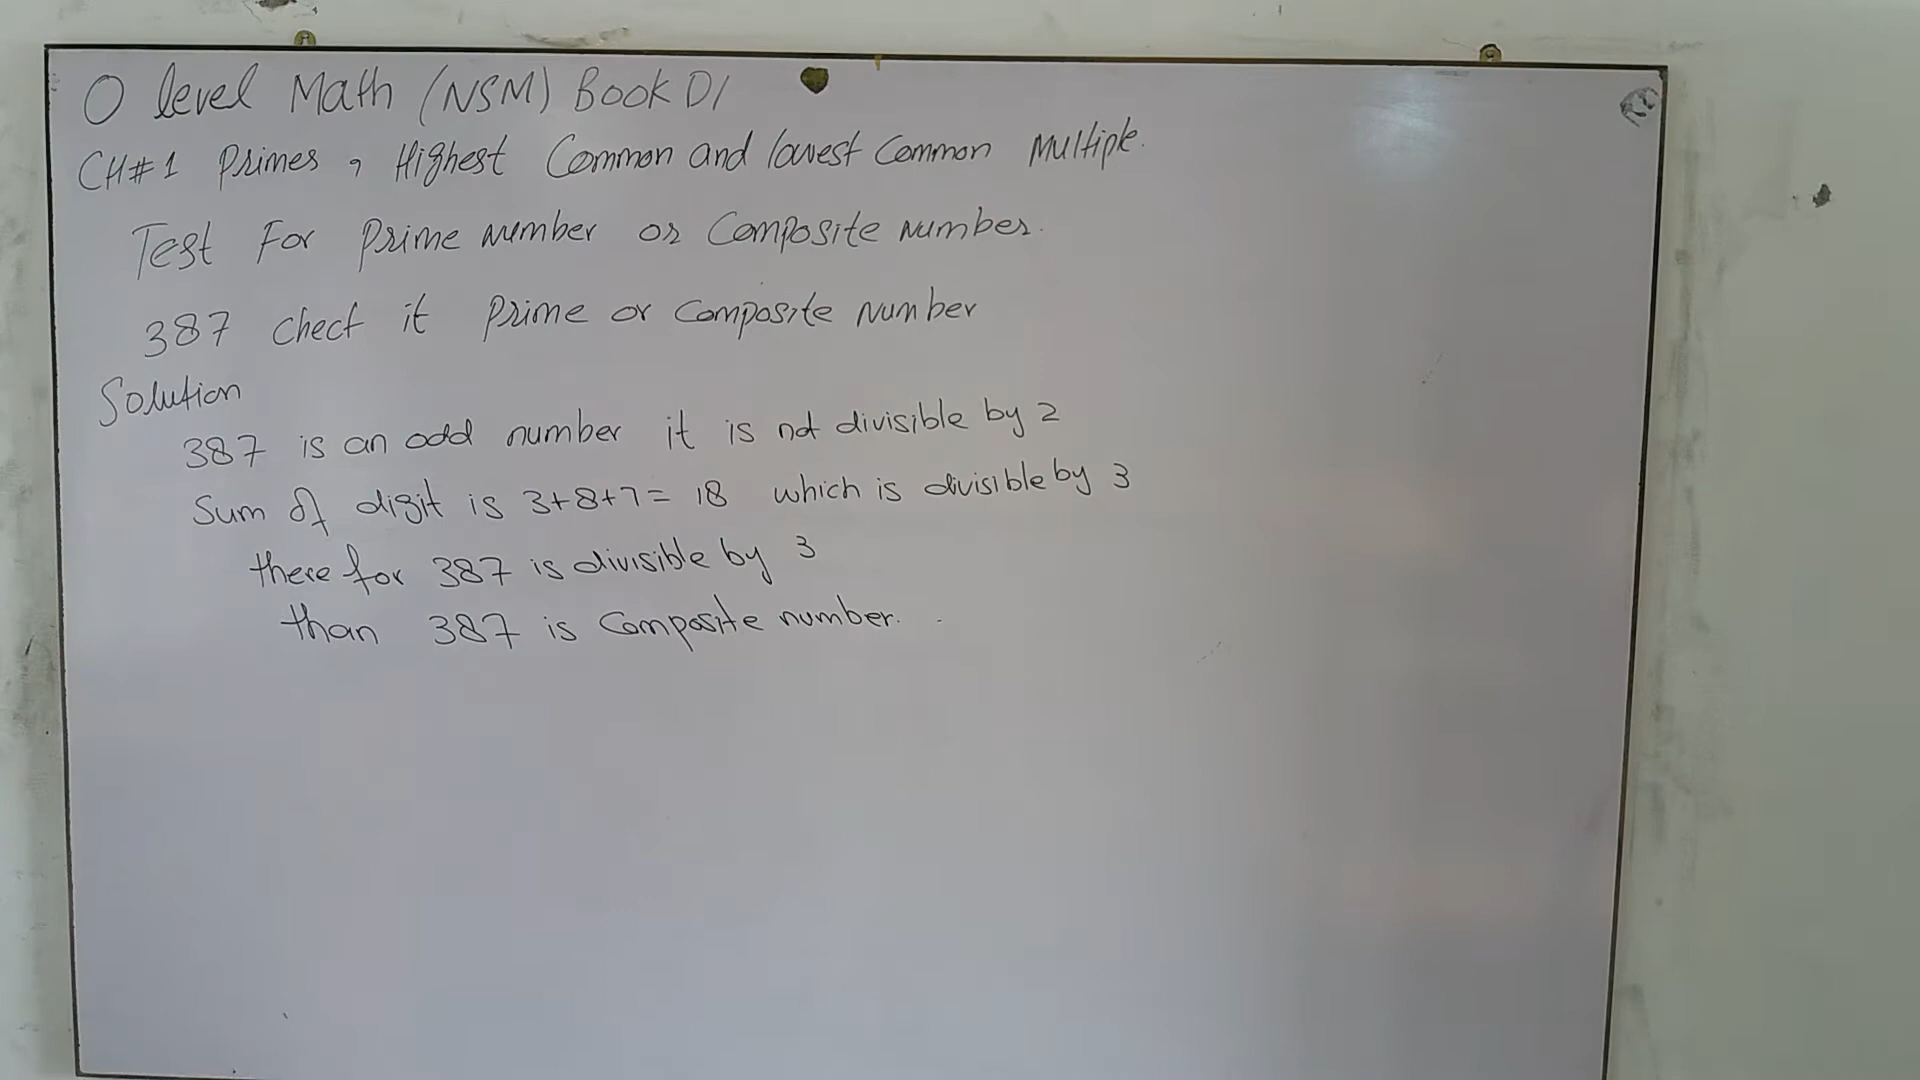 O level Math (NSM) Book D1
CH#1 Primes, Highest Common and lowest Common Multiple.
Test For Prime number or Composite number.
387 chect it Prime or Composite number
Solution
387 is an odd number it is not divisible by 2
Sum of digit is 3+8+7= 18 which is divisible by 3
there for 387 is divisible by 3
than 387 is Composite number.